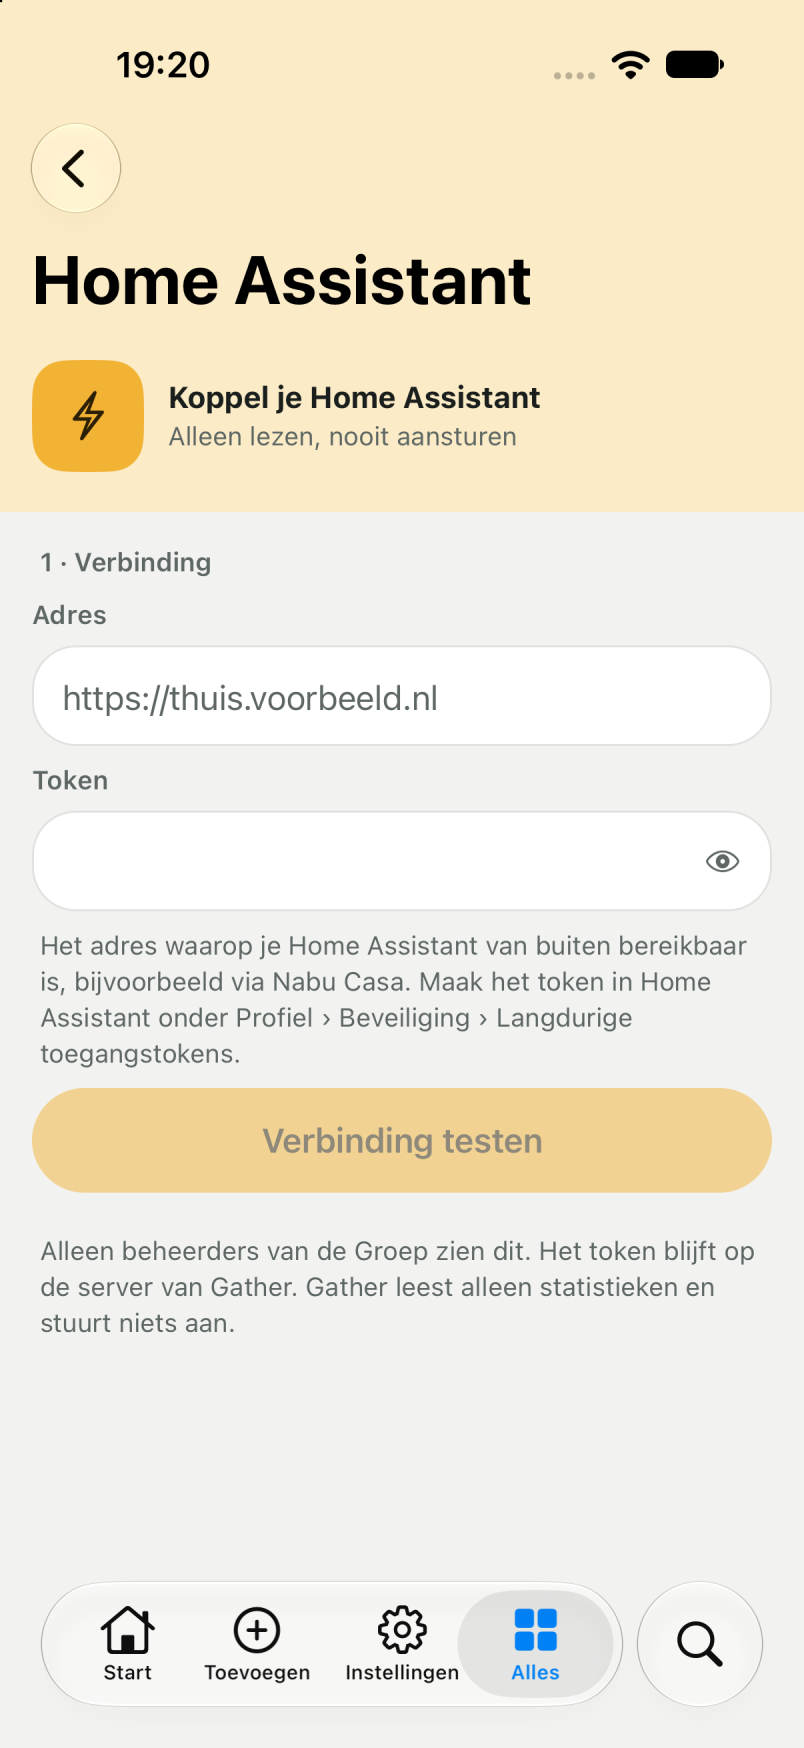 19:20
Home Assistant
Koppel je Home Assistant
Alleen lezen, nooit aansturen
1 · Verbinding
Adres
https://thuis.voorbeeld.nl
Token
Het adres waarop je Home Assistant van buiten bereikbaar
is, bijvoorbeeld via Nabu Casa. Maak het token in Home
Assistant onder Profiel › Beveiliging › Langdurige
toegangstokens.
Verbinding testen
Alleen beheerders van de Groep zien dit. Het token blijft op
de server van Gather. Gather leest alleen statistieken en
stuurt niets aan.
Start
Toevoegen
Instellingen
Alles